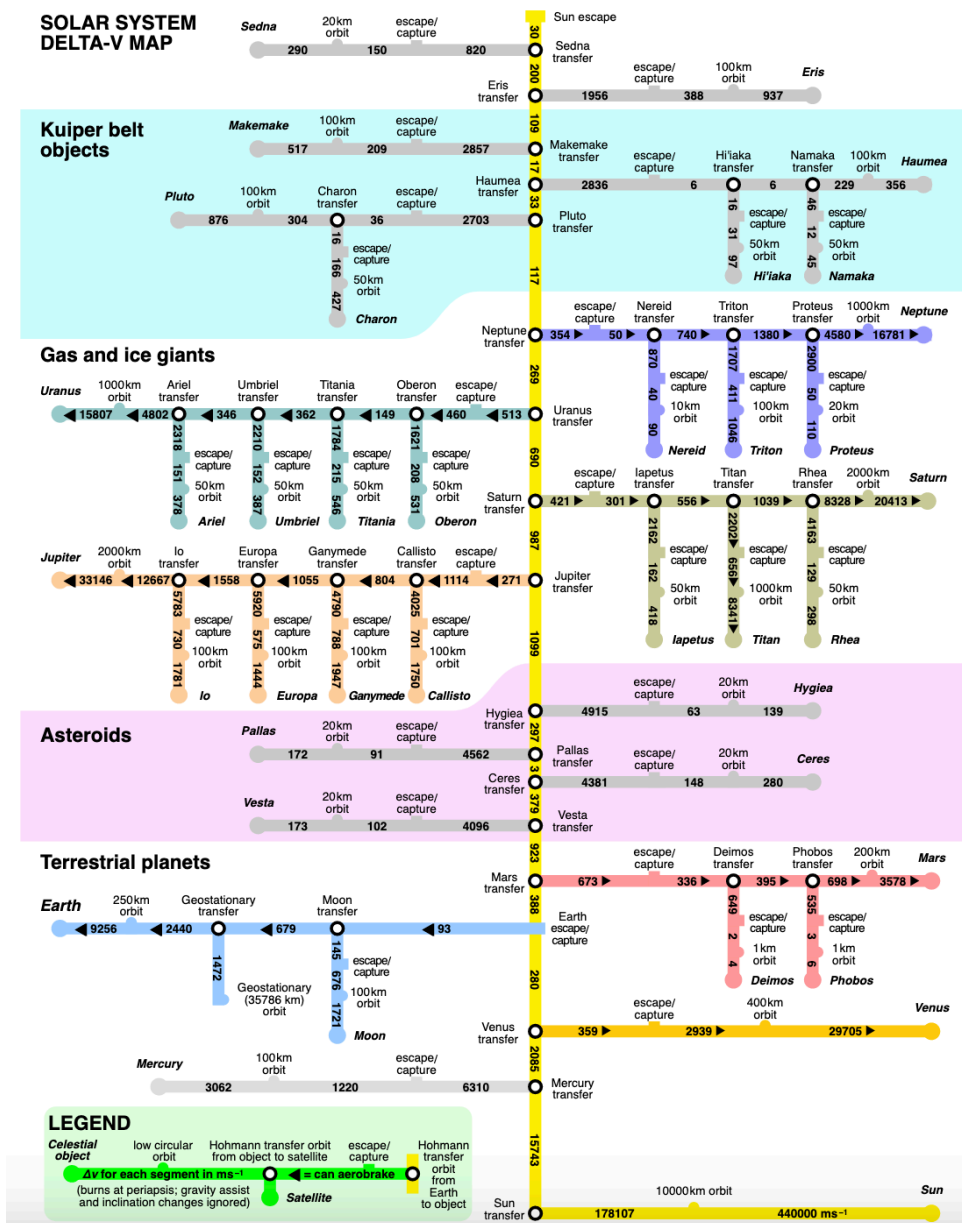 SOLAR SYSTEM
DELTA-V MAP
Sun escape
30
Sedna
20km
orbit
escape/
capture
290
150
820
Sedna
transfer
200
Eris
transfer
escape/
capture
100km
orbit
Eris
1956
388
937
109
Kuiper belt
objects
Makemake
100km
orbit
escape/
capture
517
209
2857
Makemake
transfer
17
Haumea
transfer
escape/
capture
Hi'iaka
transfer
Namaka
transfer
100km
orbit
Haumea
2836
6
6
229
356
16
escape/
capture
31
50km
orbit
97
Hi'iaka
46
escape/
capture
12
50km
orbit
45
Namaka
33
Pluto
100km
orbit
Charon
transfer
escape/
capture
876
304
36
2703
Pluto
transfer
16
escape/
capture
166
50km
orbit
427
Charon
117
Neptune
transfer
escape/
capture
Nereid
transfer
Triton
transfer
Proteus
transfer
1000km
orbit
Neptune
354
50
740
1380
4580
16781
870
escape/
capture
40
10km
orbit
90
Nereid
1707
escape/
capture
411
100km
orbit
1046
Triton
2900
escape/
capture
50
20km
orbit
110
Proteus
Gas and ice giants
269
Uranus
1000km
orbit
Ariel
transfer
Umbriel
transfer
Titania
transfer
Oberon
transfer
escape/
capture
15807
4802
346
362
149
460
513
Uranus
transfer
2318
escape/
capture
151
50km
orbit
378
Ariel
2210
escape/
capture
152
50km
orbit
387
Umbriel
1784
escape/
capture
215
50km
orbit
546
Titania
1621
escape/
capture
208
50km
orbit
531
Oberon
690
Saturn
transfer
escape/
capture
Iapetus
transfer
Titan
transfer
Rhea
transfer
2000km
orbit
Saturn
421
301
556
1039
8328
20413
2162
escape/
capture
162
50km
orbit
418
Iapetus
2202
escape/
capture
656
1000km
orbit
8341
Titan
4163
escape/
capture
129
50km
orbit
298
Rhea
987
Jupiter
2000km
orbit
Io
transfer
Europa
transfer
Ganymede
transfer
Callisto
transfer
escape/
capture
33146
12667
1558
1055
804
1114
271
Jupiter
transfer
5783
escape/
capture
730
100km
orbit
1781
Io
5920
escape/
capture
575
100km
orbit
1444
Europa
4790
escape/
capture
788
100km
orbit
1947
Ganymede
4025
escape/
capture
701
100km
orbit
1750
Callisto
1099
Asteroids
Hygiea
transfer
escape/
capture
20km
orbit
Hygiea
4915
63
139
297
Pallas
20km
orbit
escape/
capture
172
91
4562
Pallas
transfer
3
Ceres
transfer
escape/
capture
20km
orbit
Ceres
4381
148
280
379
Vesta
20km
orbit
escape/
capture
173
102
4096
Vesta
transfer
923
Terrestrial planets
Mars
transfer
escape/
capture
Deimos
transfer
Phobos
transfer
200km
orbit
Mars
673
336
395
698
3578
649
escape/
capture
2
1km
orbit
4
Deimos
535
escape/
capture
3
1km
orbit
6
Phobos
388
Earth
250km
orbit
Geostationary
transfer
Moon
transfer
9256
2440
679
93
Earth
escape/
capture
1472
Geostationary
(35786 km)
orbit
145
escape/
capture
676
100km
orbit
1721
Moon
280
Venus
transfer
escape/
capture
400km
orbit
Venus
359
2939
29705
2085
Mercury
100km
orbit
escape/
capture
3062
1220
6310
Mercury
transfer
15743
LEGEND
Celestial
object
low circular
orbit
Hohmann transfer orbit
from object to satellite
escape/
capture
Hohmann
transfer
orbit
from
Earth
to object
Δv for each segment in ms⁻¹
= can aerobrake
(burns at periapsis; gravity assist
and inclination changes ignored)
Satellite
Sun
transfer
10000km orbit
Sun
178107
440000 ms⁻¹